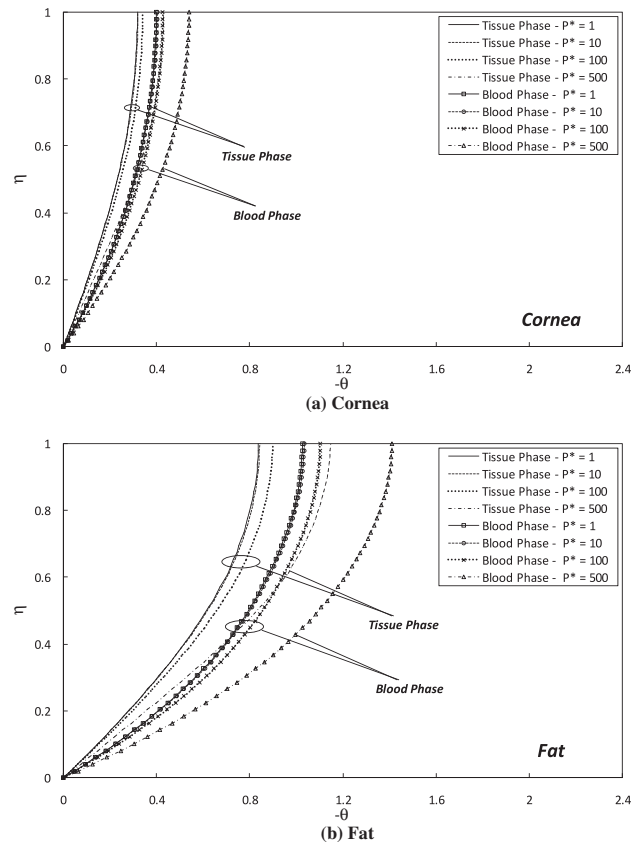 1
0.8
0.6
0.4
0.2
0
η
Tissue Phase - P* = 1
Tissue Phase - P* = 10
Tissue Phase - P* = 100
Tissue Phase - P* = 500
Blood Phase - P* = 1
Blood Phase - P* = 10
Blood Phase - P* = 100
Blood Phase - P* = 500
Tissue Phase
Blood Phase
Cornea
0 0.4 0.8 1.2 1.6 2 2.4
-θ
(a) Cornea
1
0.8
0.6
0.4
0.2
0
η
Tissue Phase - P* = 1
Tissue Phase - P* = 10
Tissue Phase - P* = 100
Tissue Phase - P* = 500
Blood Phase - P* = 1
Blood Phase - P* = 10
Blood Phase - P* = 100
Blood Phase - P* = 500
Tissue Phase
Blood Phase
Fat
0 0.4 0.8 1.2 1.6 2 2.4
-θ
(b) Fat